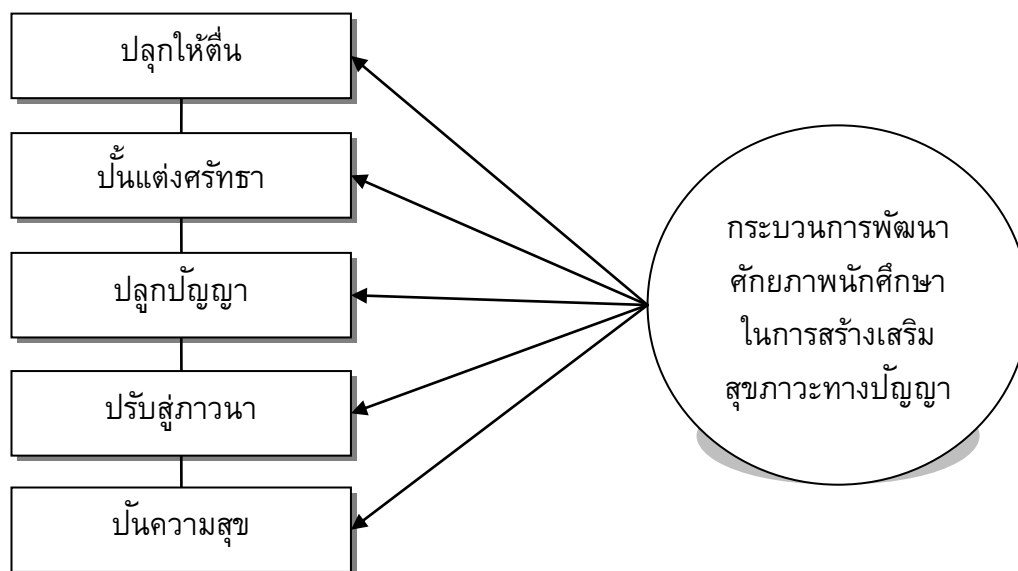 ปลุกให้ตื่น
ปั้นแต่งศรัทธา
ปลูกปัญญา
ปรับสู่ภาวนา
ปันความสุข
กระบวนการพัฒนา
ศักยภาพนักศึกษา
ในการสร้างเสริม
สุขภาวะทางปัญญา